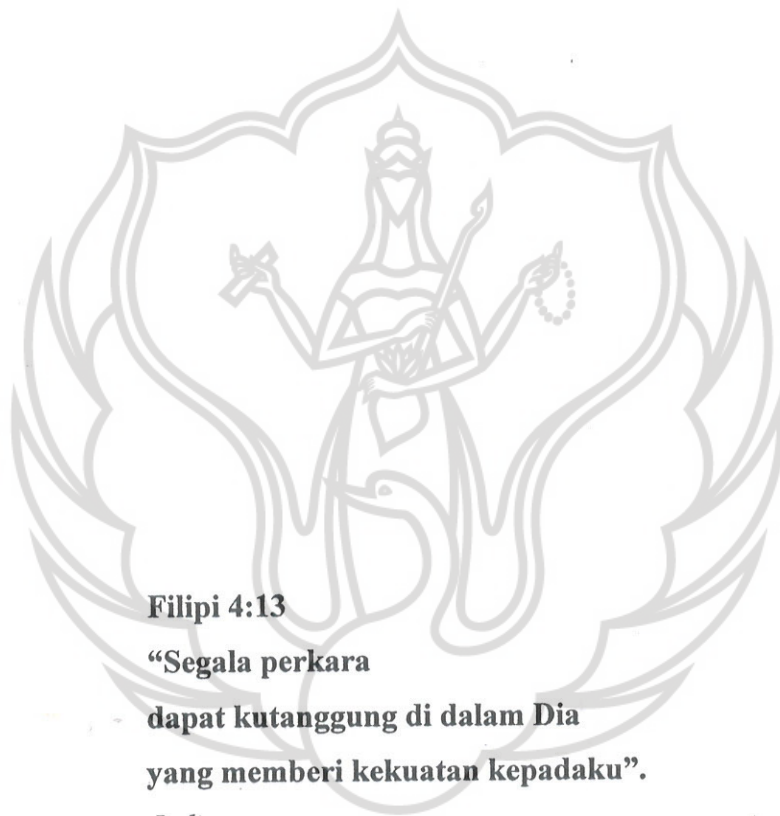 Filipi 4:13
“Segala perkara
dapat kutanggung di dalam Dia
yang memberi kekuatan kepadaku”.